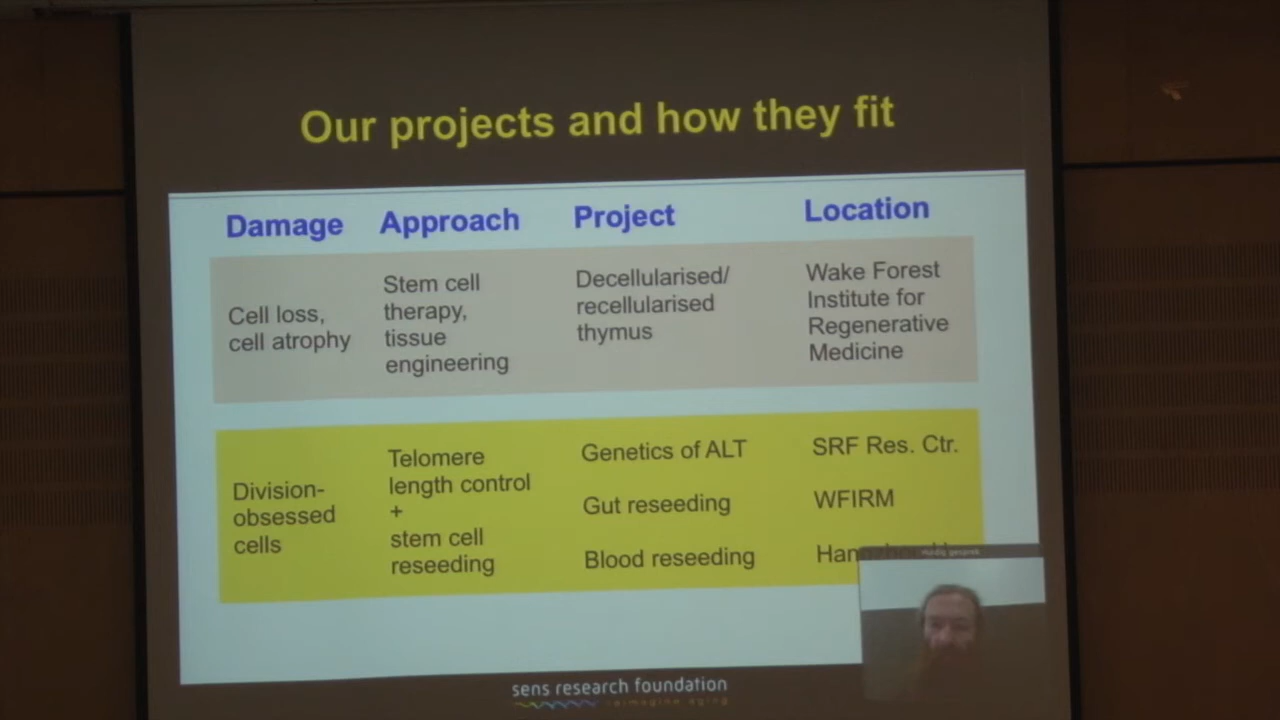 Our projects and how they fit
Damage
Approach
Project
Location
Cell loss,
cell atrophy
Stem cell
therapy,
tissue
engineering
Decellularised/
recellularised
thymus
Wake Forest
Institute for
Regenerative
Medicine
Division-
obsessed
cells
Telomere
length control
+
stem cell
reseeding
Genetics of ALT
Gut reseeding
Blood reseeding
SRF Res. Ctr.
WFIRM
sens research foundation
reimagine aging